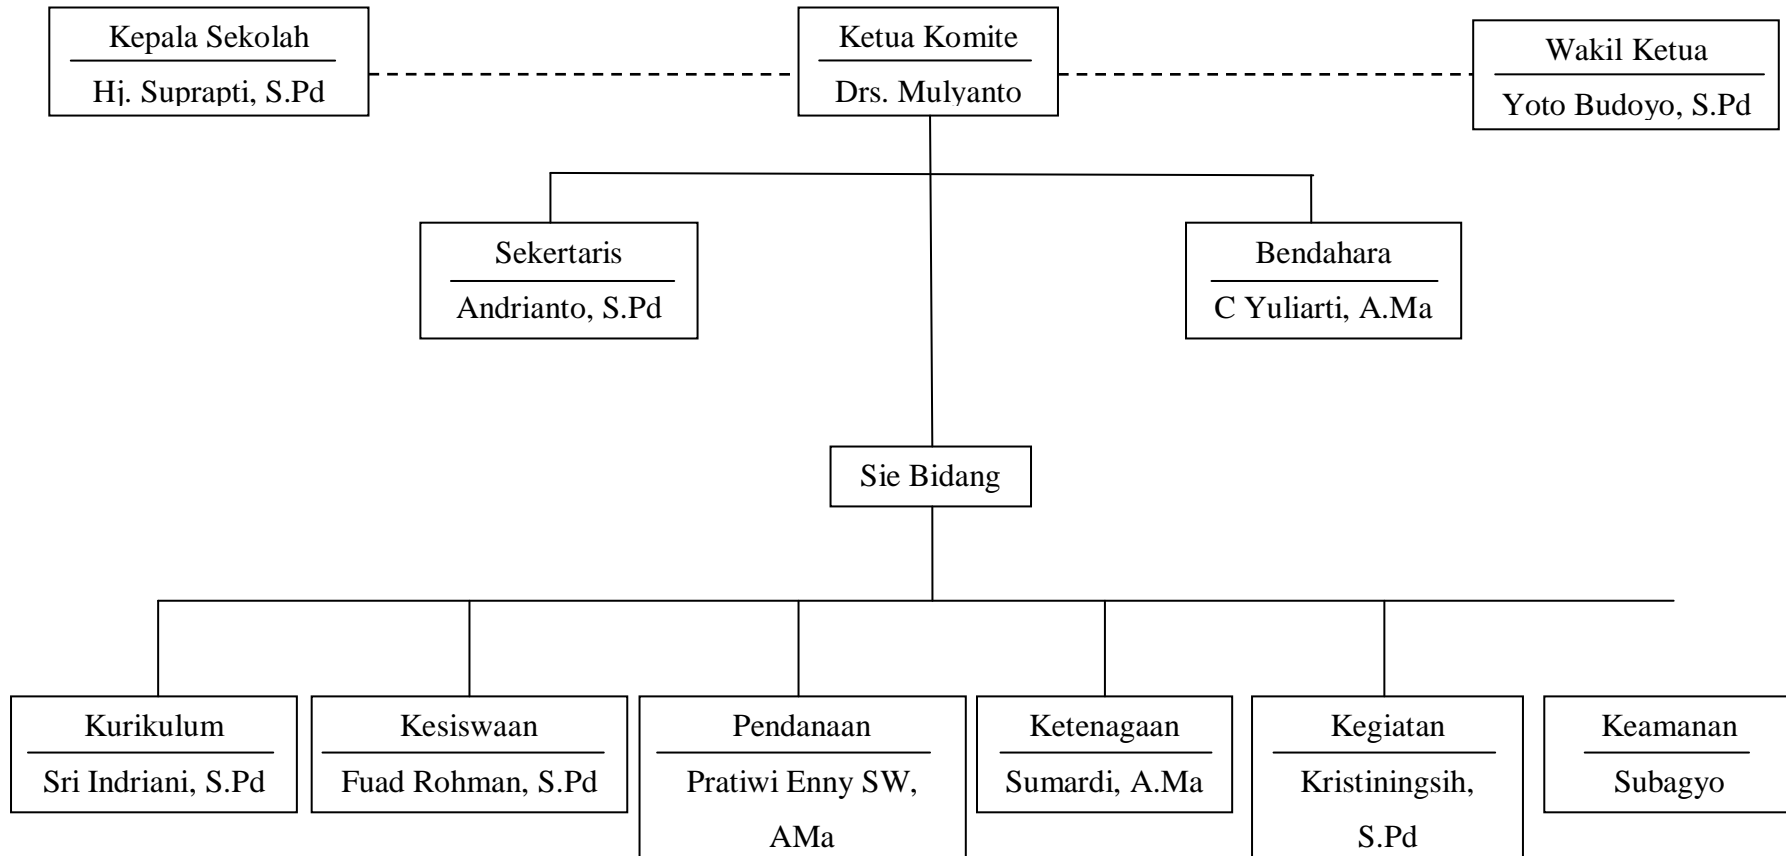 Kepala Sekolah
Hj. Suprapti, S.Pd
Ketua Komite
Drs. Mulyanto
Wakil Ketua
Yoto Budoyo, S.Pd
Sekertaris
Andrianto, S.Pd
Bendahara
C Yuliarti, A.Ma
Sie Bidang
Kurikulum
Sri Indriani, S.Pd
Kesiswaan
Fuad Rohman, S.Pd
Pendanaan
Pratiwi Enny SW,
AMa
Ketenagaan
Sumardi, A.Ma
Kegiatan
Kristiningsih,
S.Pd
Keamanan
Subagyo